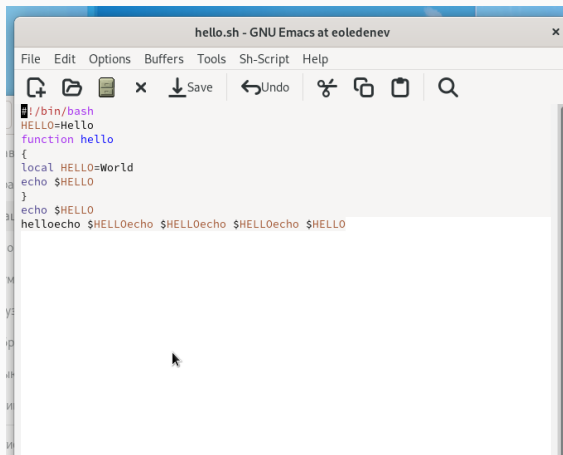 hello.sh - GNU Emacs at eoledenev
File Edit Options Buffers Tools Sh-Script Help
Save Undo
#!/bin/bash
HELLO=Hello
function hello
{
local HELLO=World
echo $HELLO
}
echo $HELLO
helloecho $HELLOecho $HELLOecho $HELLOecho $HELLO